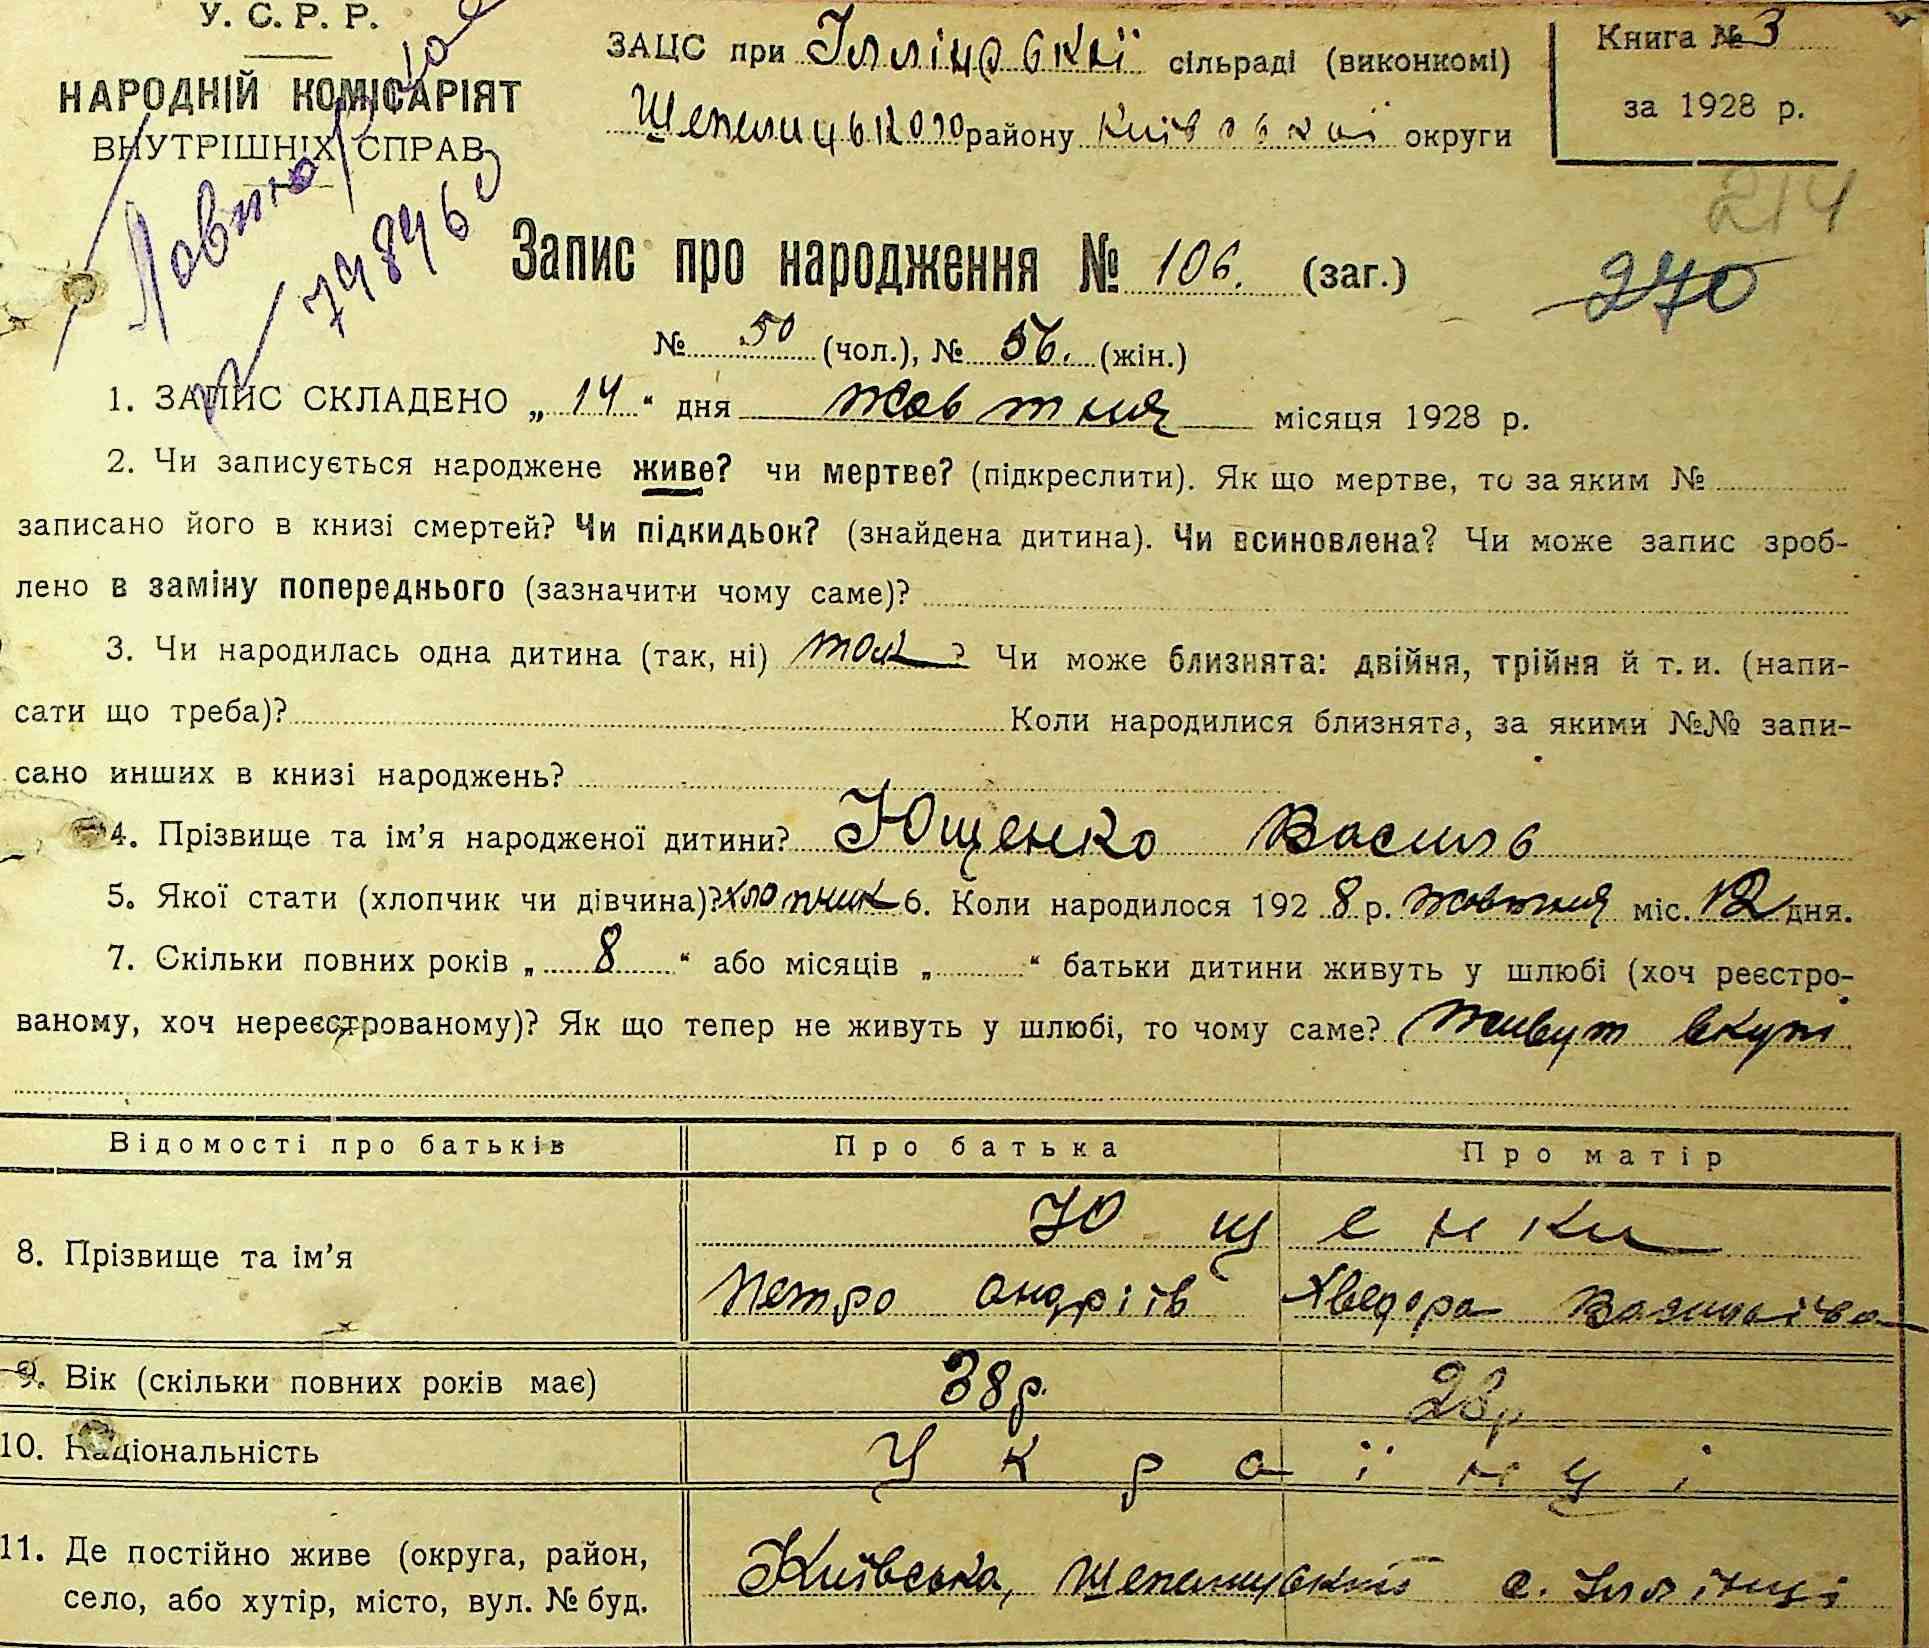 У. С. Р. Р.
НАРОДНІЙ КОМІСАРІЯТ
ВНУТРІШНІХ СПРАВ
798496
ЗАЦС при Іллінській сільраді (виконкомі)
Шепелицького району Київської округи
Книга № 3
за 1928 р.
214
270
Запис про народження № 106. (заг.)
№ 50 (чол.), № 56. (жін.)
1. ЗАПИС СКЛАДЕНО „ 14 “ дня жовтня місяця 1928 р.
2. Чи записується народжене живе? чи мертве? (підкреслити). Як що мертве, то за яким №
записано його в книзі смертей? Чи підкидьок? (знайдена дитина). Чи всиновлена? Чи може запис зроб-
лено в заміну попереднього (зазначити чому саме)?
3. Чи народилась одна дитина (так, ні) так ? Чи може близнята: двійня, трійня й т. и. (напи-
сати що треба)? Коли народилися близнята, за якими №№ запи-
сано инших в книзі народжень?
4. Прізвище та ім’я народженої дитини? Ющенко Василь
5. Якої стати (хлопчик чи дівчина)? хлопчик 6. Коли народилося 192 8 р. жовтня міс. 12 дня.
7. Скільки повних років „ 8 “ або місяців „ “ батьки дитини живуть у шлюбі (хоч реєстро-
ваному, хоч нереєстрованому)? Як що тепер не живуть у шлюбі, то чому саме? живут вкупі
Відомості про батьків Про батька Про матір
8. Прізвище та ім’я Ющенки
Петро Андріїв Хведора Василівна
9. Вік (скільки повних років має) 38 р. 28 р
10. Національність Українці
11. Де постійно живе (округа, район, Київська, Шепелицький с. Іллінці
село, або хутір, місто, вул. № буд.